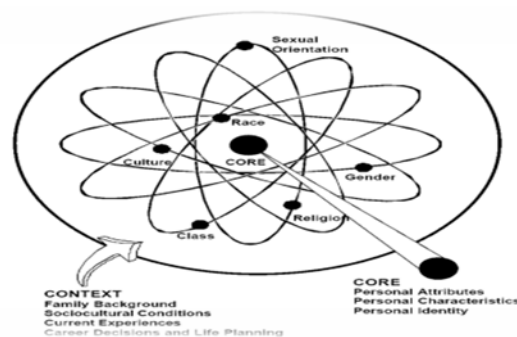 Sexual
Orientation
Race
Culture
CORE
Gender
Religion
Class
CONTEXT
Family Background
Sociocultural Conditions
Current Experiences
Career Decisions and Life Planning
CORE
Personal Attributes
Personal Characteristics
Personal Identity